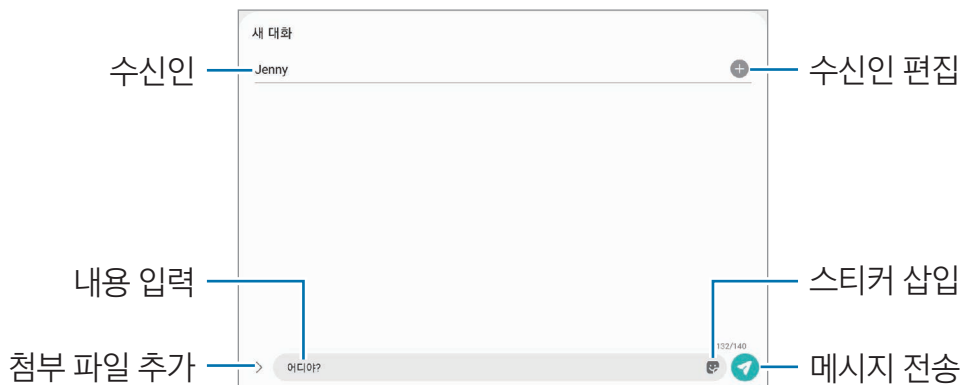 새 대화
수신인
Jenny
수신인 편집
내용 입력
스티커 삽입
132/140
첨부 파일 추가
어디야?
메시지 전송